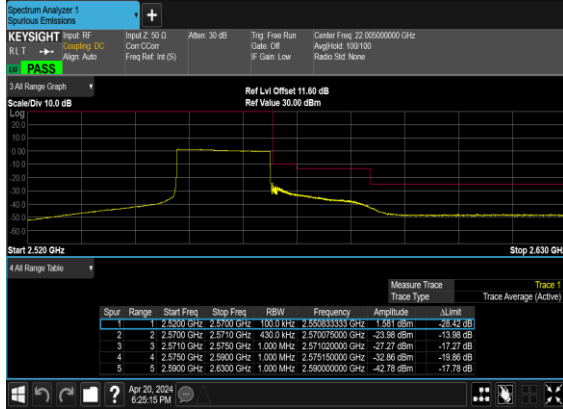 Spectrum Analyzer 1
Spurious Emissions
+
KEYSIGHT Input: RF Input Z: 50 Ω Atten: 30 dB Trig: Free Run Center Freq: 22.005000000 GHz
RLT Coupling: DC Corr CCorr Gate: Off Avg|Hold: 100/100
Align: Auto Freq Ref: Int (S) IF Gain: Low Radio Std: None
PASS
3 All Range Graph Ref Lvl Offset 11.60 dB
Scale/Div 10.0 dB Ref Value 30.00 dBm
Log
20.0
10.0
0.00
-10.0
-20.0
-30.0
-40.0
-50.0
-60.0
Start 2.520 GHz Stop 2.630 GH
4 All Range Table
Measure Trace Trace 1
Trace Type Trace Average (Active)
Spur Range Start Freq Stop Freq RBW Frequency Amplitude ΔLimit
1 1 2.5200 GHz 2.5700 GHz 100.0 kHz 2.550833333 GHz 1.581 dBm -28.42 dB
2 2 2.5700 GHz 2.5710 GHz 430.0 kHz 2.570075000 GHz -23.98 dBm -13.98 dB
3 3 2.5710 GHz 2.5750 GHz 1.000 MHz 2.571020000 GHz -27.27 dBm -17.27 dB
4 4 2.5750 GHz 2.5900 GHz 1.000 MHz 2.575150000 GHz -32.86 dBm -19.86 dB
5 5 2.5900 GHz 2.6300 GHz 1.000 MHz 2.590000000 GHz -42.78 dBm -17.78 dB
? Apr 20, 2024
6:25:15 PM